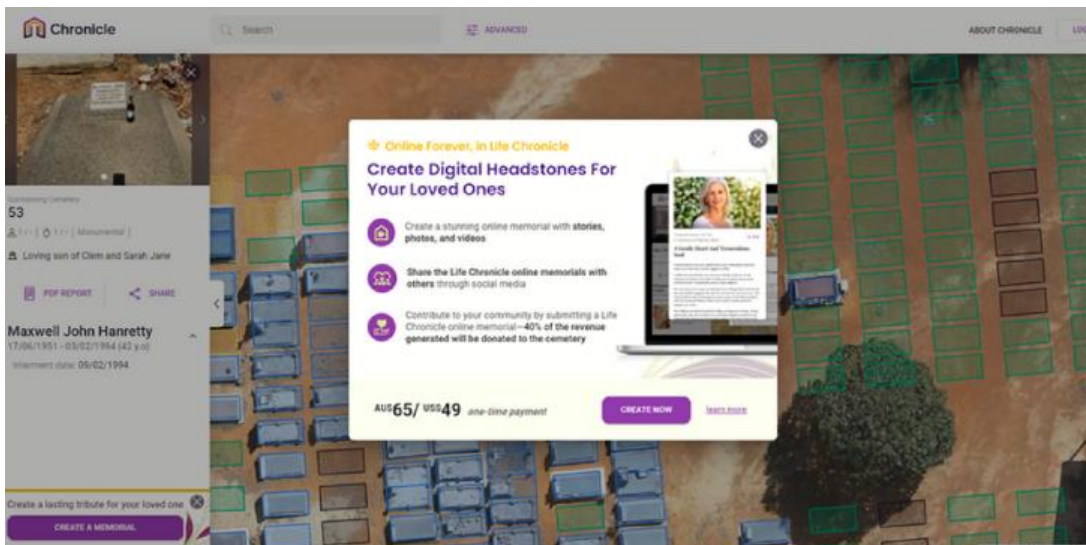 Chronicle
Search
ADVANCED
ABOUT CHRONICLE
LOG
53
Monumental
Loving son of Clem and Sarah Jane
PDF REPORT
SHARE
Maxwell John Hanretty
17/06/1951 - 03/02/1994 (42 y.o)
Interment date: 09/02/1994
Create a lasting tribute for your loved one
CREATE A MEMORIAL
Online Forever, in Life Chronicle
Create Digital Headstones For
Your Loved Ones
Create a stunning online memorial with stories,
photos, and videos
Share the Life Chronicle online memorials with
others through social media
Contribute to your community by submitting a Life
Chronicle online memorial—40% of the revenue
generated will be donated to the cemetery
AU$65/ US$49 one-time payment
CREATE NOW
learn more